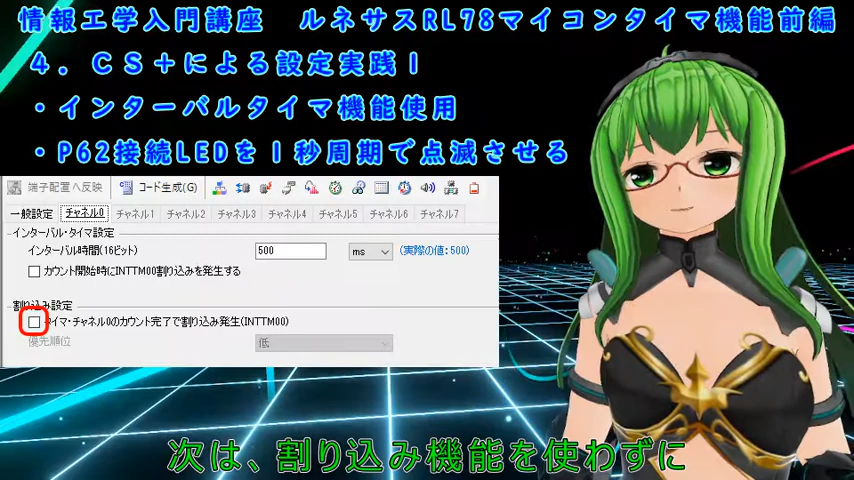 情報工学入門講座　ルネサスRL78マイコンタイマ機能前編
４．ＣＳ＋による設定実践１
・インターバルタイマ機能使用
・P62接続LEDを１秒周期で点滅させる
端子配置へ反映 コード生成(G)
一般設定 チャネル0 チャネル1 チャネル2 チャネル3 チャネル4 チャネル5 チャネル6 チャネル7
インターバル・タイマ設定
インターバル時間(16ビット) 500 ms (実際の値:500)
カウント開始時にINTTM00割り込みを発生する
割り込み設定
タイマ・チャネル0のカウント完了で割り込み発生(INTTM00)
優先順位 低
次は、割り込み機能を使わずに